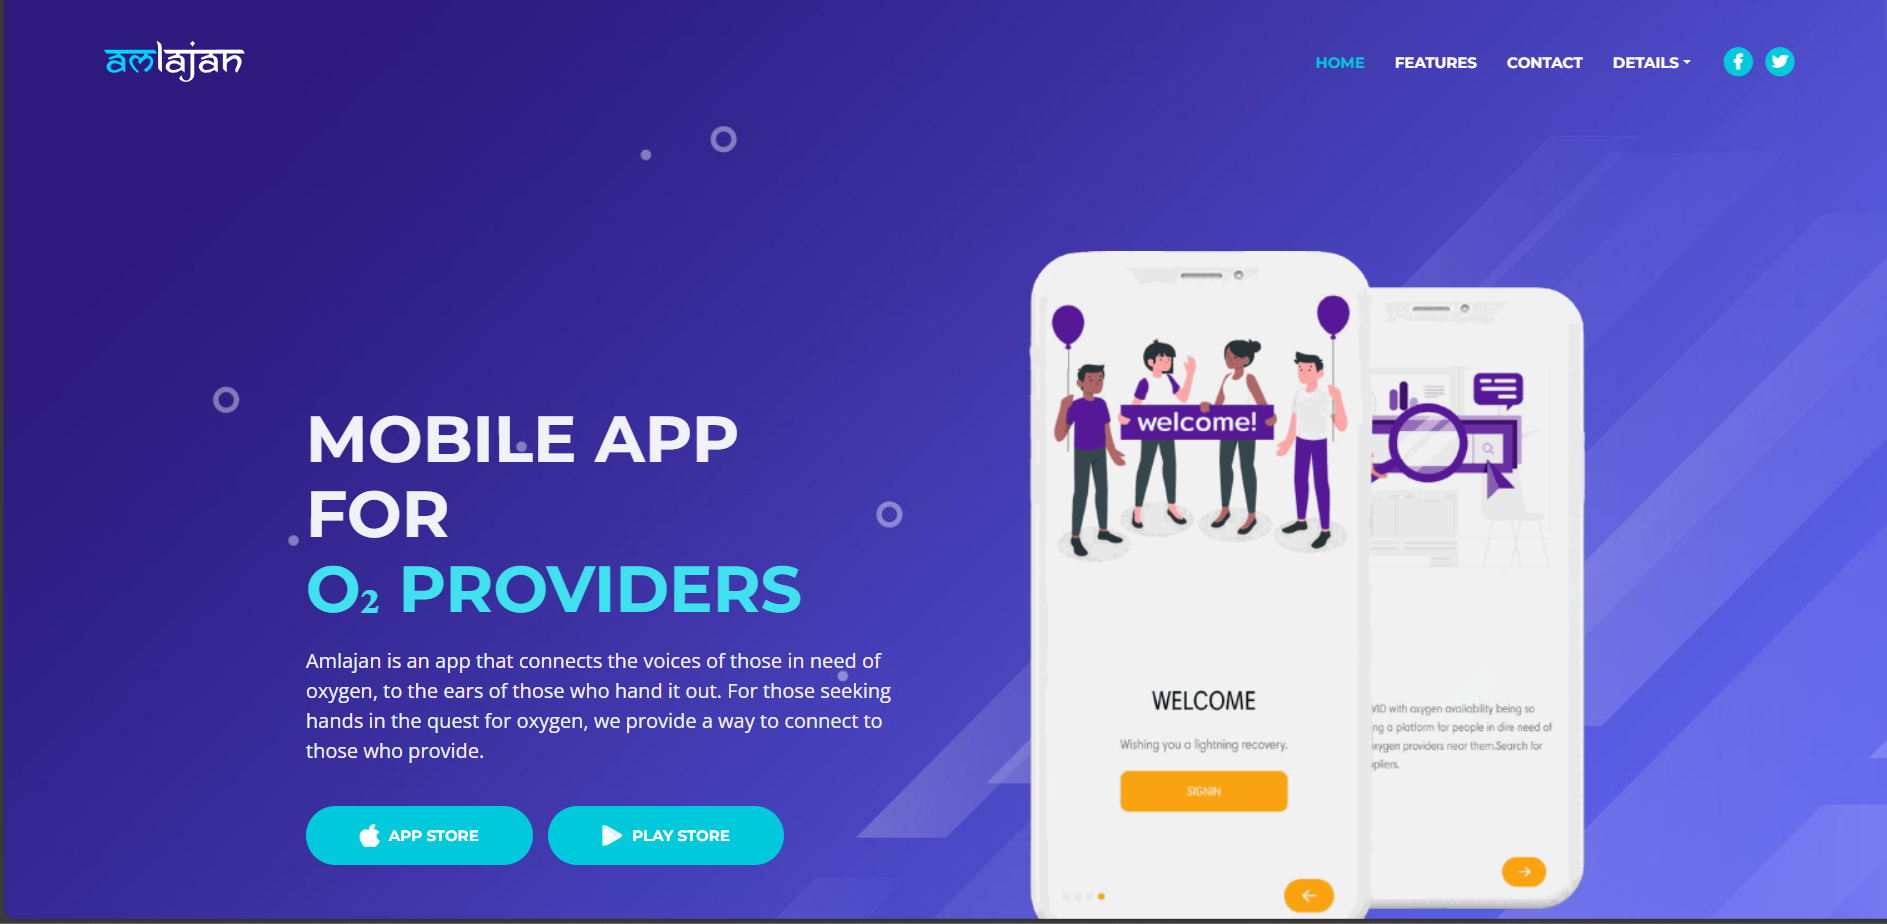 amlajan
HOME FEATURES CONTACT DETAILS
MOBILE APP
FOR
O₂ PROVIDERS
Amlajan is an app that connects the voices of those in need of
oxygen, to the ears of those who hand it out. For those seeking
hands in the quest for oxygen, we provide a way to connect to
those who provide.
APP STORE
PLAY STORE
welcome!
WELCOME
Wishing you a lightning recovery.
SIGNIN
VID with oxygen availability being so
ng a platform for people in dire need of
xygen providers near them.Search for
pliers.